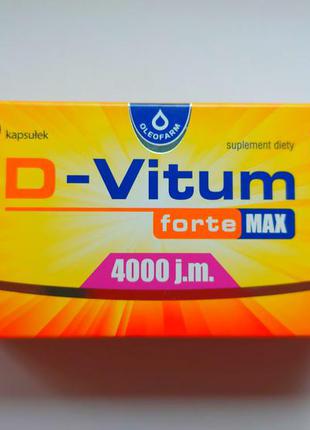 kapsułek
OLEOFARM
suplement diety
D-Vitum
forte MAX
4000 j.m.